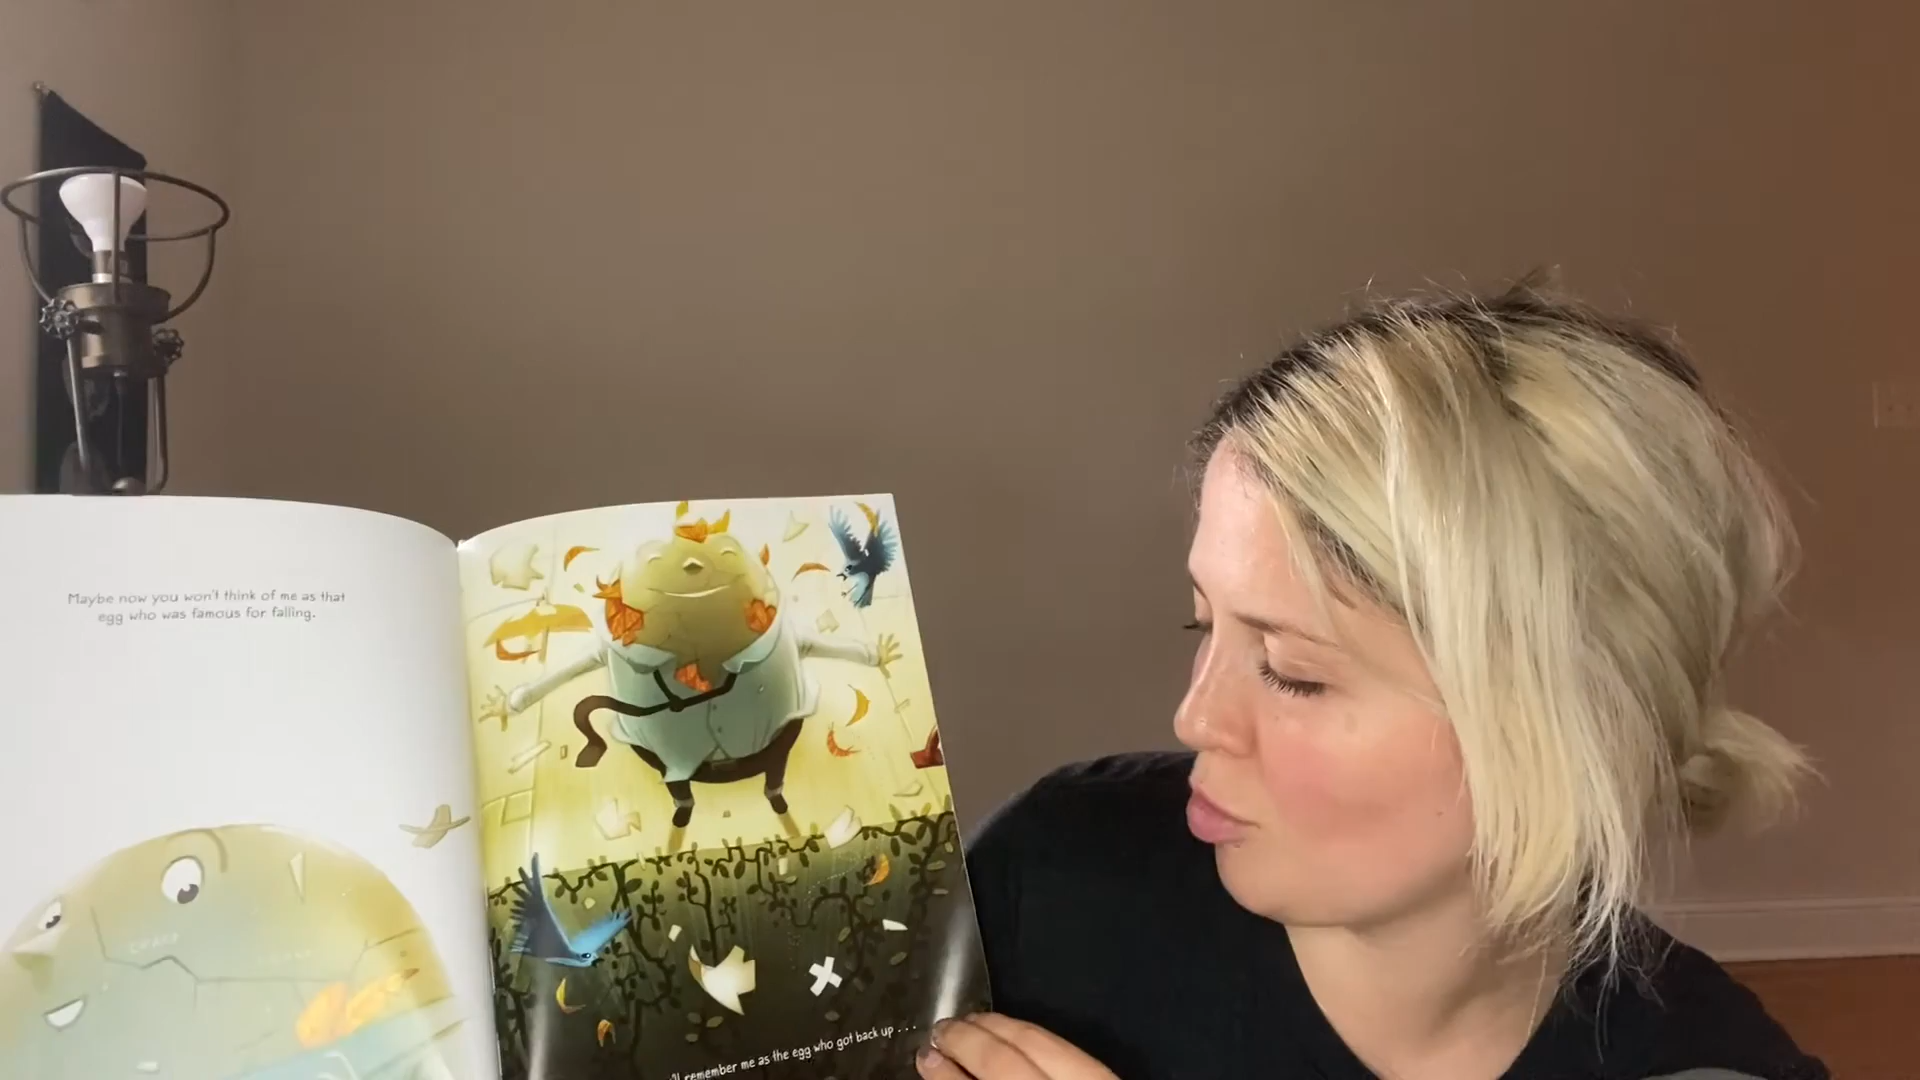 Maybe now you won't think of me as that
egg who was famous for falling.
remember me as the egg who got back up...